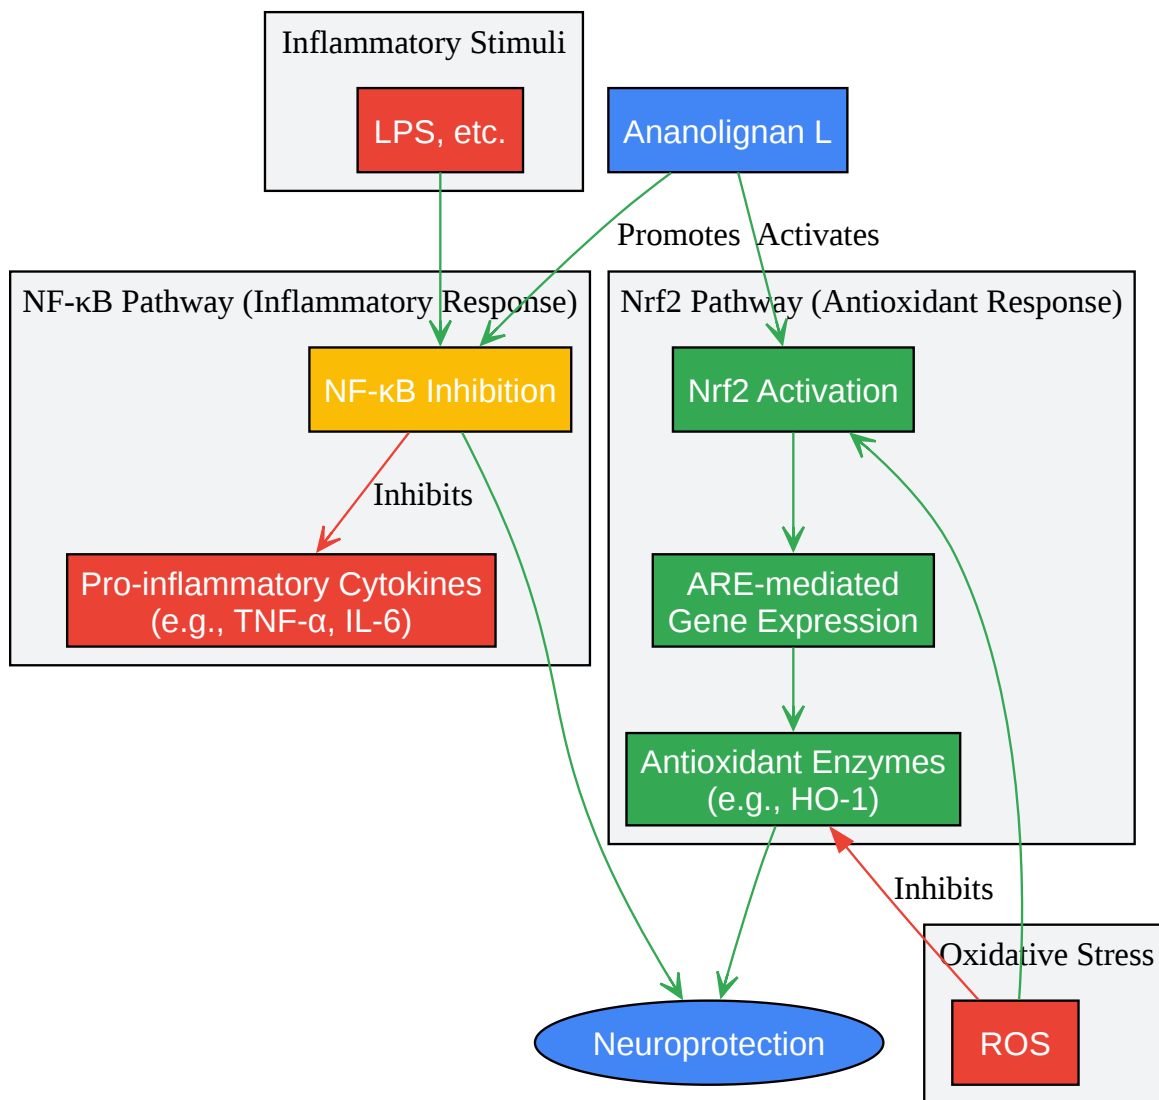 Inflammatory Stimuli
LPS, etc.
Ananolignan L
Promotes
Activates
NF-κB Pathway (Inflammatory Response)
Nrf2 Pathway (Antioxidant Response)
NF-κB Inhibition
Nrf2 Activation
Inhibits
Pro-inflammatory Cytokines
(e.g., TNF-α, IL-6)
ARE-mediated
Gene Expression
Antioxidant Enzymes
(e.g., HO-1)
Inhibits
Oxidative Stress
Neuroprotection
ROS